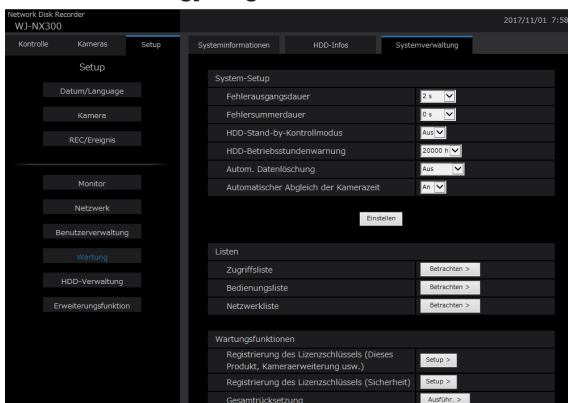 Network Disk Recorder
WJ-NX300
2017/11/01 7:58
Kontrolle Kameras Setup
Systeminformationen HDD-Infos Systemverwaltung
Setup
Datum/Language
Kamera
REC/Ereignis
Monitor
Netzwerk
Benutzerverwaltung
Wartung
HDD-Verwaltung
Erweiterungsfunktion
System-Setup
Fehlerausgangsdauer 2 s
Fehlersummerdauer 0 s
HDD-Stand-by-Kontrollmodus Aus
HDD-Betriebsstundenwarnung 20000 h
Autom. Datenlöschung Aus
Automatischer Abgleich der Kamerazeit An
Einstellen
Listen
Zugriffsliste Betrachten >
Bedienungsliste Betrachten >
Netzwerkliste Betrachten >
Wartungsfunktionen
Registrierung des Lizenzschlüssels (Dieses
Produkt, Kameraerweiterung usw.) Setup >
Registrierung des Lizenzschlüssels (Sicherheit) Setup >
Gesamtrücksetzung Ausführ. >